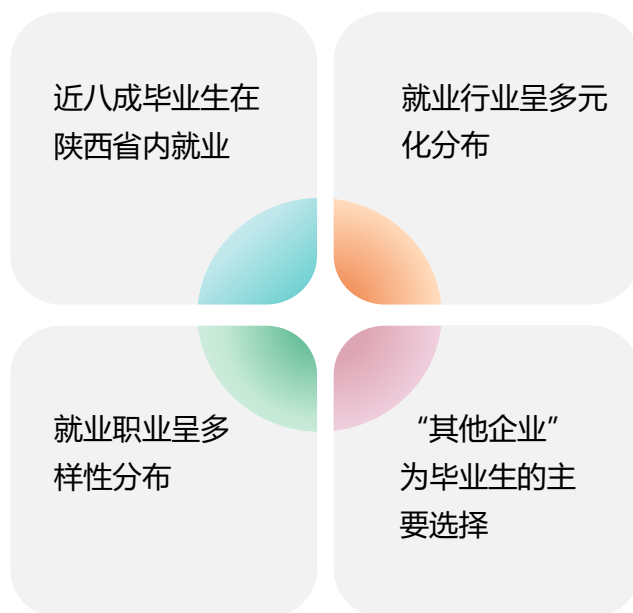 近八成毕业生在
陕西省内就业
就业行业呈多元
化分布
就业职业呈多
样性分布
“其他企业”
为毕业生的主
要选择